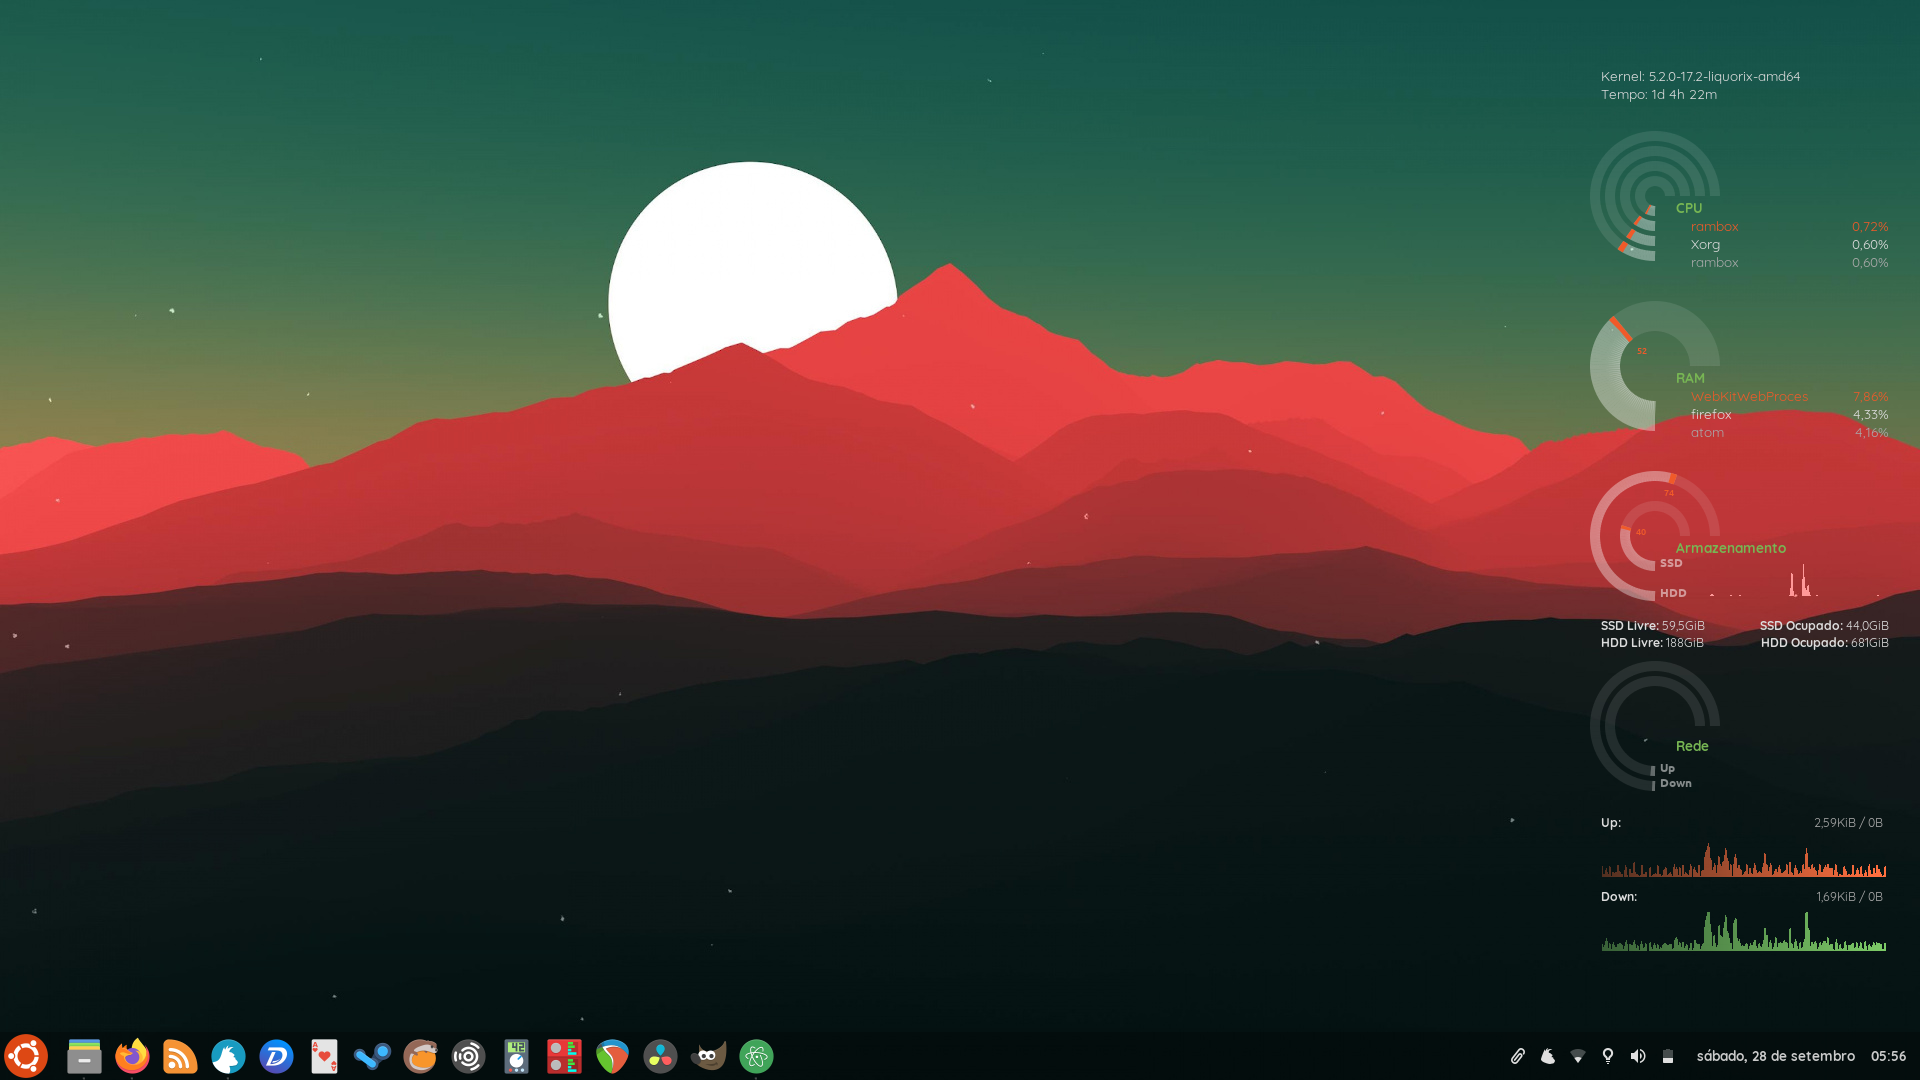 Kernel: 5.2.0-17.2-liquorix-amd64
Tempo: 1d 4h 22m
CPU
rambox 0,72%
Xorg 0,60%
rambox 0,60%
52
RAM
WebKitWebProces 7,86%
firefox 4,33%
atom 4,16%
74
40
Armazenamento
SSD
HDD
SSD Livre: 59,5GiB SSD Ocupado: 44,0GiB
HDD Livre: 188GiB HDD Ocupado: 681GiB
Rede
Up
Down
Up: 2,59KiB / 0B
Down: 1,69KiB / 0B
42
sábado, 28 de setembro 05:56